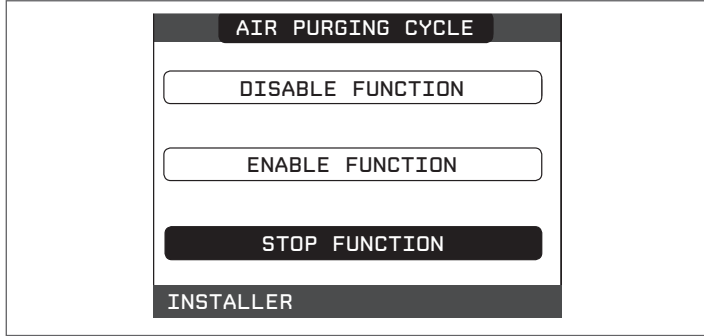 AIR PURGING CYCLE
DISABLE FUNCTION
ENABLE FUNCTION
STOP FUNCTION
INSTALLER